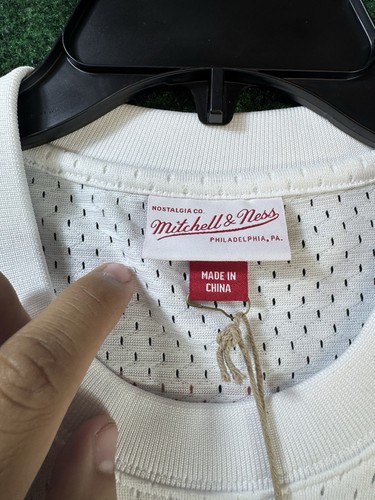 NOSTALGIA CO.
Mitchell & Ness
PHILADELPHIA, PA.
MADE IN
CHINA